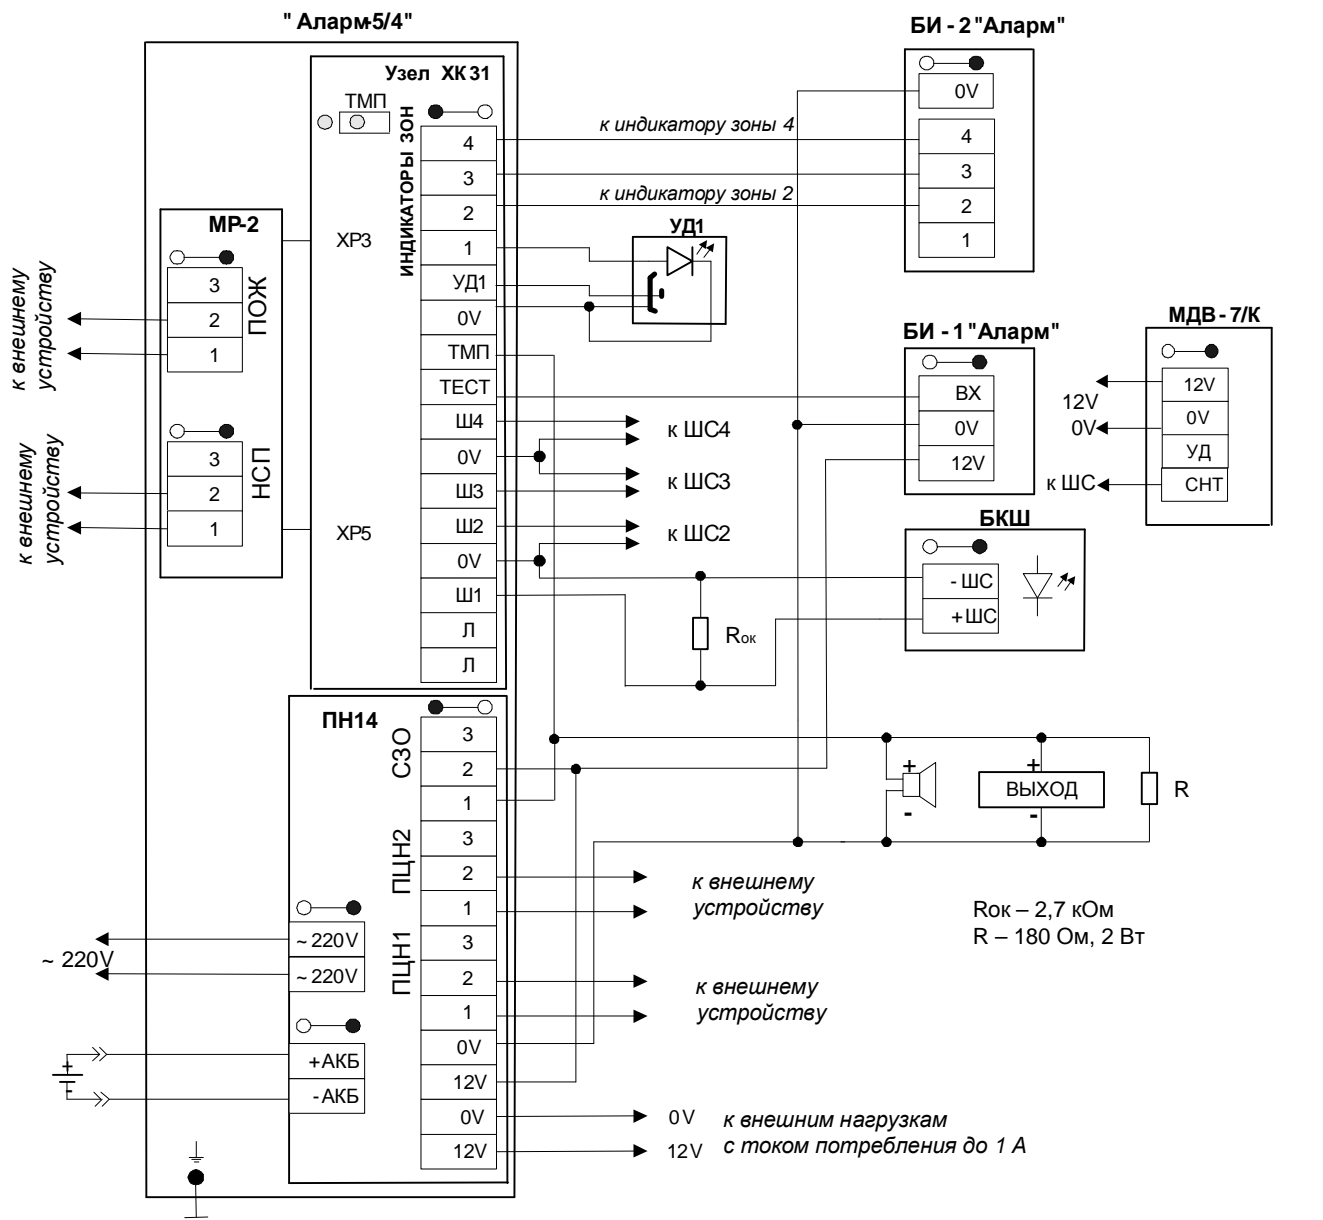 "Аларм-5/4"
Узел ХК31
ТМП
ИНДИКАТОРЫ ЗОН
4
3
2
1
УД1
0V
ТМП
ТЕСТ
Ш4
0V
Ш3
Ш2
0V
Ш1
Л
Л
ХР3
ХР5
МР-2
3
2
1
ПОЖ
3
2
1
НСП
к внешнему
устройству
к внешнему
устройству
ПН14
СЗО
3
2
1
ПЦН2
3
2
1
ПЦН1
3
2
1
0V
12V
0V
12V
~ 220V
~ 220V
~ 220V
+АКБ
-АКБ
+
-
к индикатору зоны 4
к индикатору зоны 2
УД1
БИ - 2 "Аларм"
0V
4
3
2
1
БИ - 1 "Аларм"
ВХ
0V
12V
МДВ - 7/К
12V
0V
УД
СНТ
12V
0V
к ШС
к ШС4
к ШС3
к ШС2
БКШ
- ШС
+ШС
Rок
+
-
+
ВЫХОД
-
R
к внешнему
устройству
Rок – 2,7 кОм
R – 180 Ом, 2 Вт
к внешнему
устройству
0V
12V
к внешним нагрузкам
с током потребления до 1 А